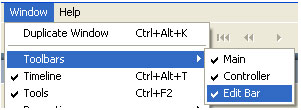 Window Help
Duplicate Window Ctrl+Alt+K
Toolbars
Main
Timeline Ctrl+Alt+T
Controller
Tools Ctrl+F2
Edit Bar